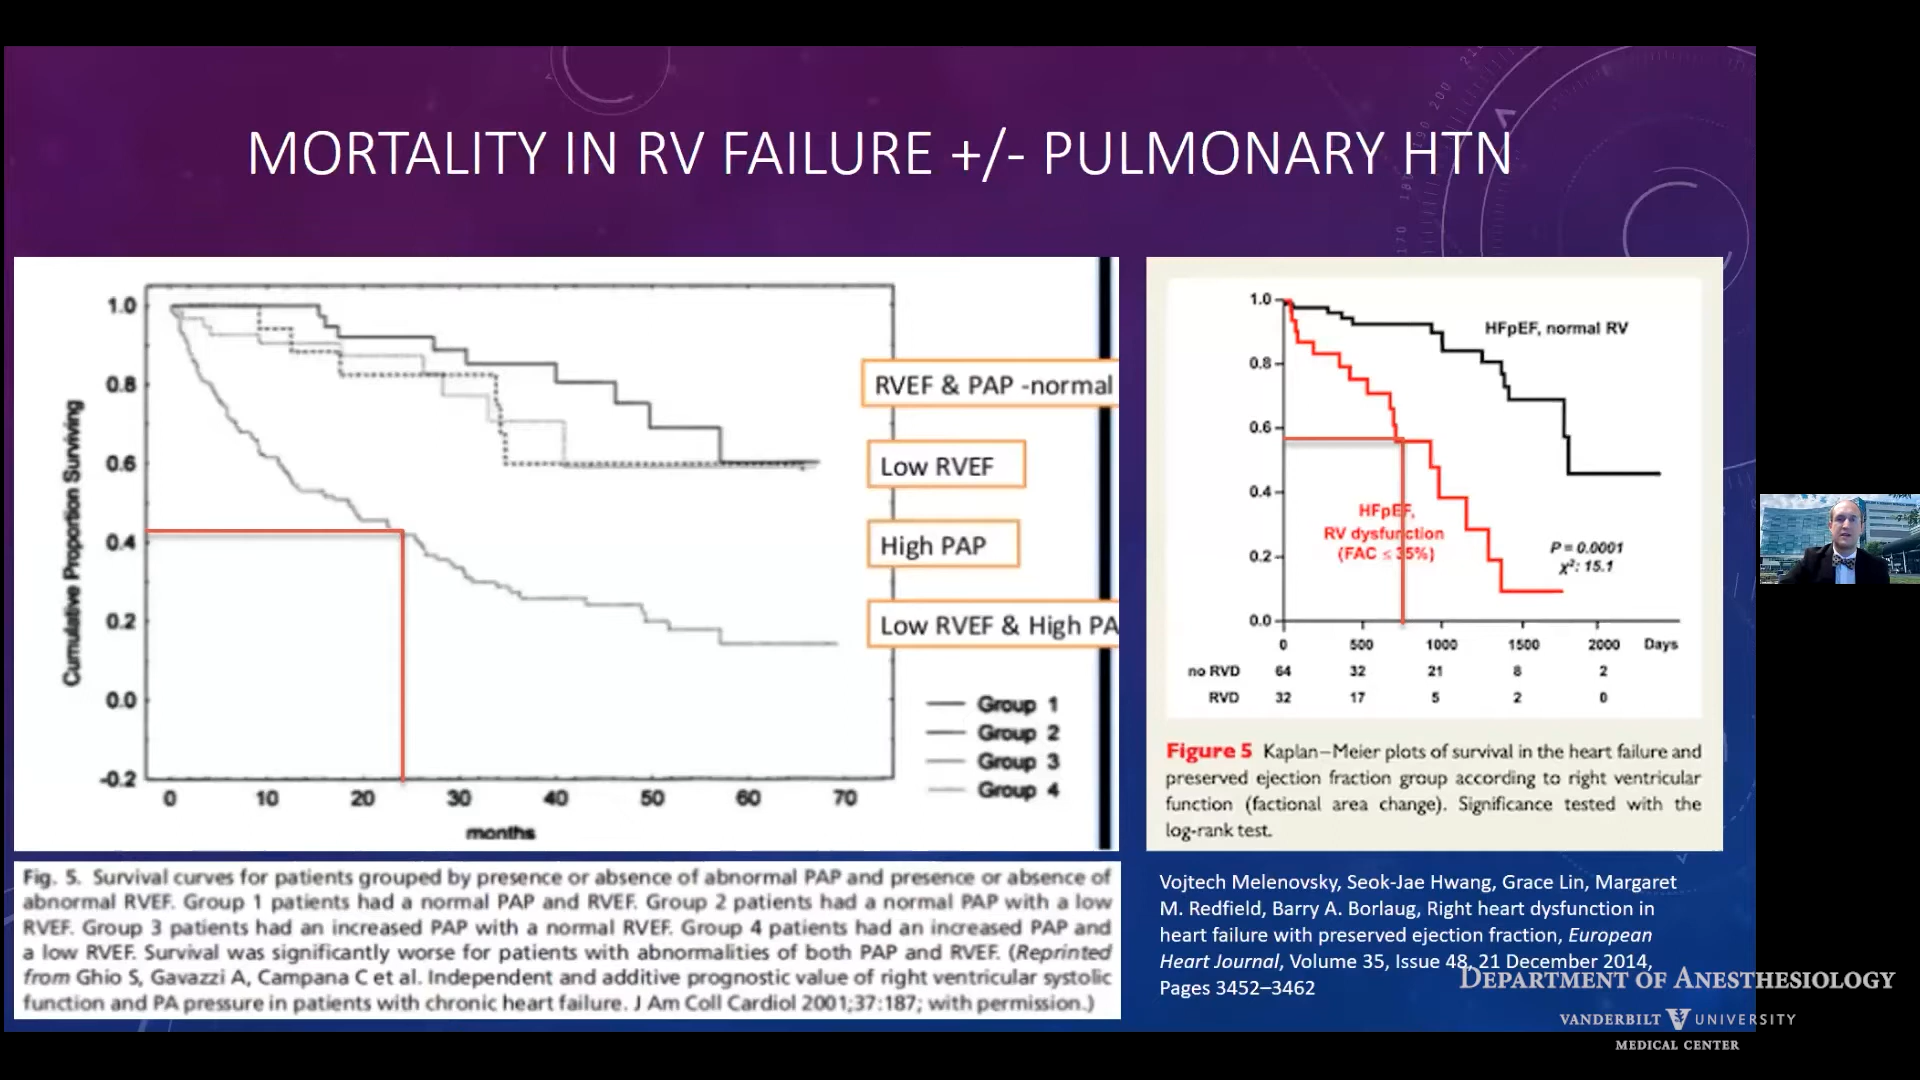 MORTALITY IN RV FAILURE +/- PULMONARY HTN
Cumulative Proportion Surviving
1.0
0.8
0.6
0.4
0.2
0.0
-0.2
0 10 20 30 40 50 60 70
months
RVEF & PAP -normal
Low RVEF
High PAP
Low RVEF & High PA
Group 1
Group 2
Group 3
Group 4
Fig. 5. Survival curves for patients grouped by presence or absence of abnormal PAP and presence or absence of
abnormal RVEF. Group 1 patients had a normal PAP and RVEF. Group 2 patients had a normal PAP with a low
RVEF. Group 3 patients had an increased PAP with a normal RVEF. Group 4 patients had an increased PAP and
a low RVEF. Survival was significantly worse for patients with abnormalities of both PAP and RVEF. (Reprinted
from Ghio S, Gavazzi A, Campana C et al. Independent and additive prognostic value of right ventricular systolic
function and PA pressure in patients with chronic heart failure. J Am Coll Cardiol 2001;37:187; with permission.)
1.0
0.8
0.6
0.4
0.2
0.0
HFpEF, normal RV
HFpEF,
RV dysfunction
(FAC ≤ 35%)
P = 0.0001
χ²: 15.1
0 500 1000 1500 2000 Days
no RVD 64 32 21 8 2
RVD 32 17 5 2 0
Figure 5 Kaplan–Meier plots of survival in the heart failure and
preserved ejection fraction group according to right ventricular
function (factional area change). Significance tested with the
log-rank test.
Vojtech Melenovsky, Seok-Jae Hwang, Grace Lin, Margaret
M. Redfield, Barry A. Borlaug, Right heart dysfunction in
heart failure with preserved ejection fraction, European
Heart Journal, Volume 35, Issue 48, 21 December 2014,
Pages 3452–3462
DEPARTMENT OF ANESTHESIOLOGY
VANDERBILT UNIVERSITY
MEDICAL CENTER